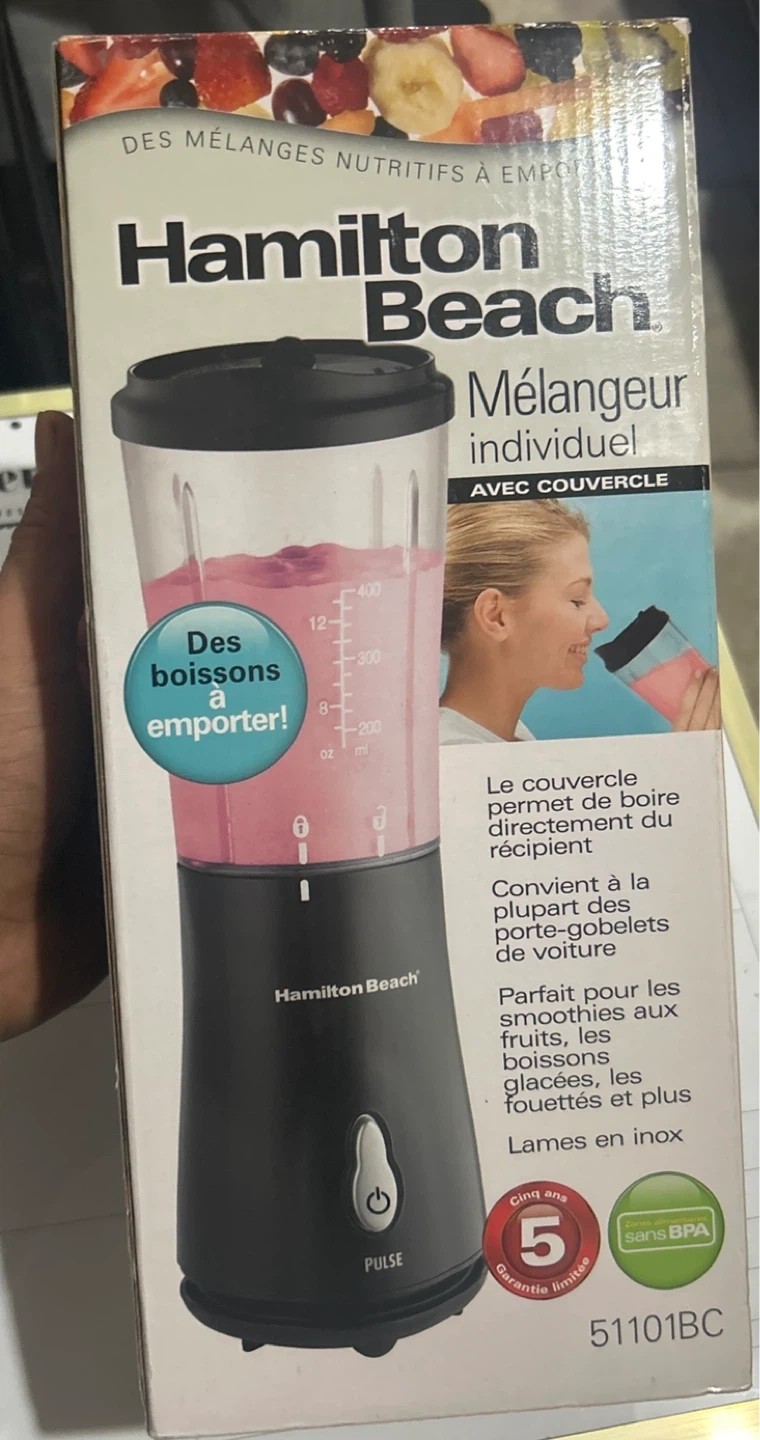 DES MÉLANGES NUTRITIFS À
Hamilton
Beach®
Mélangeur
individuel
AVEC COUVERCLE
400
12
300
8
200
oz ml
Des
boissons
à
emporter!
Le couvercle
permet de boire
directement du
récipient
Convient à la
plupart des
porte-gobelets
de voiture
Parfait pour les
smoothies aux
fruits, les
boissons
glacées, les
fouettés et plus
Lames en inox
Hamilton Beach®
PULSE
Cinq ans
5
Garantie limitée
Zones alimentaires
sans BPA
51101BC